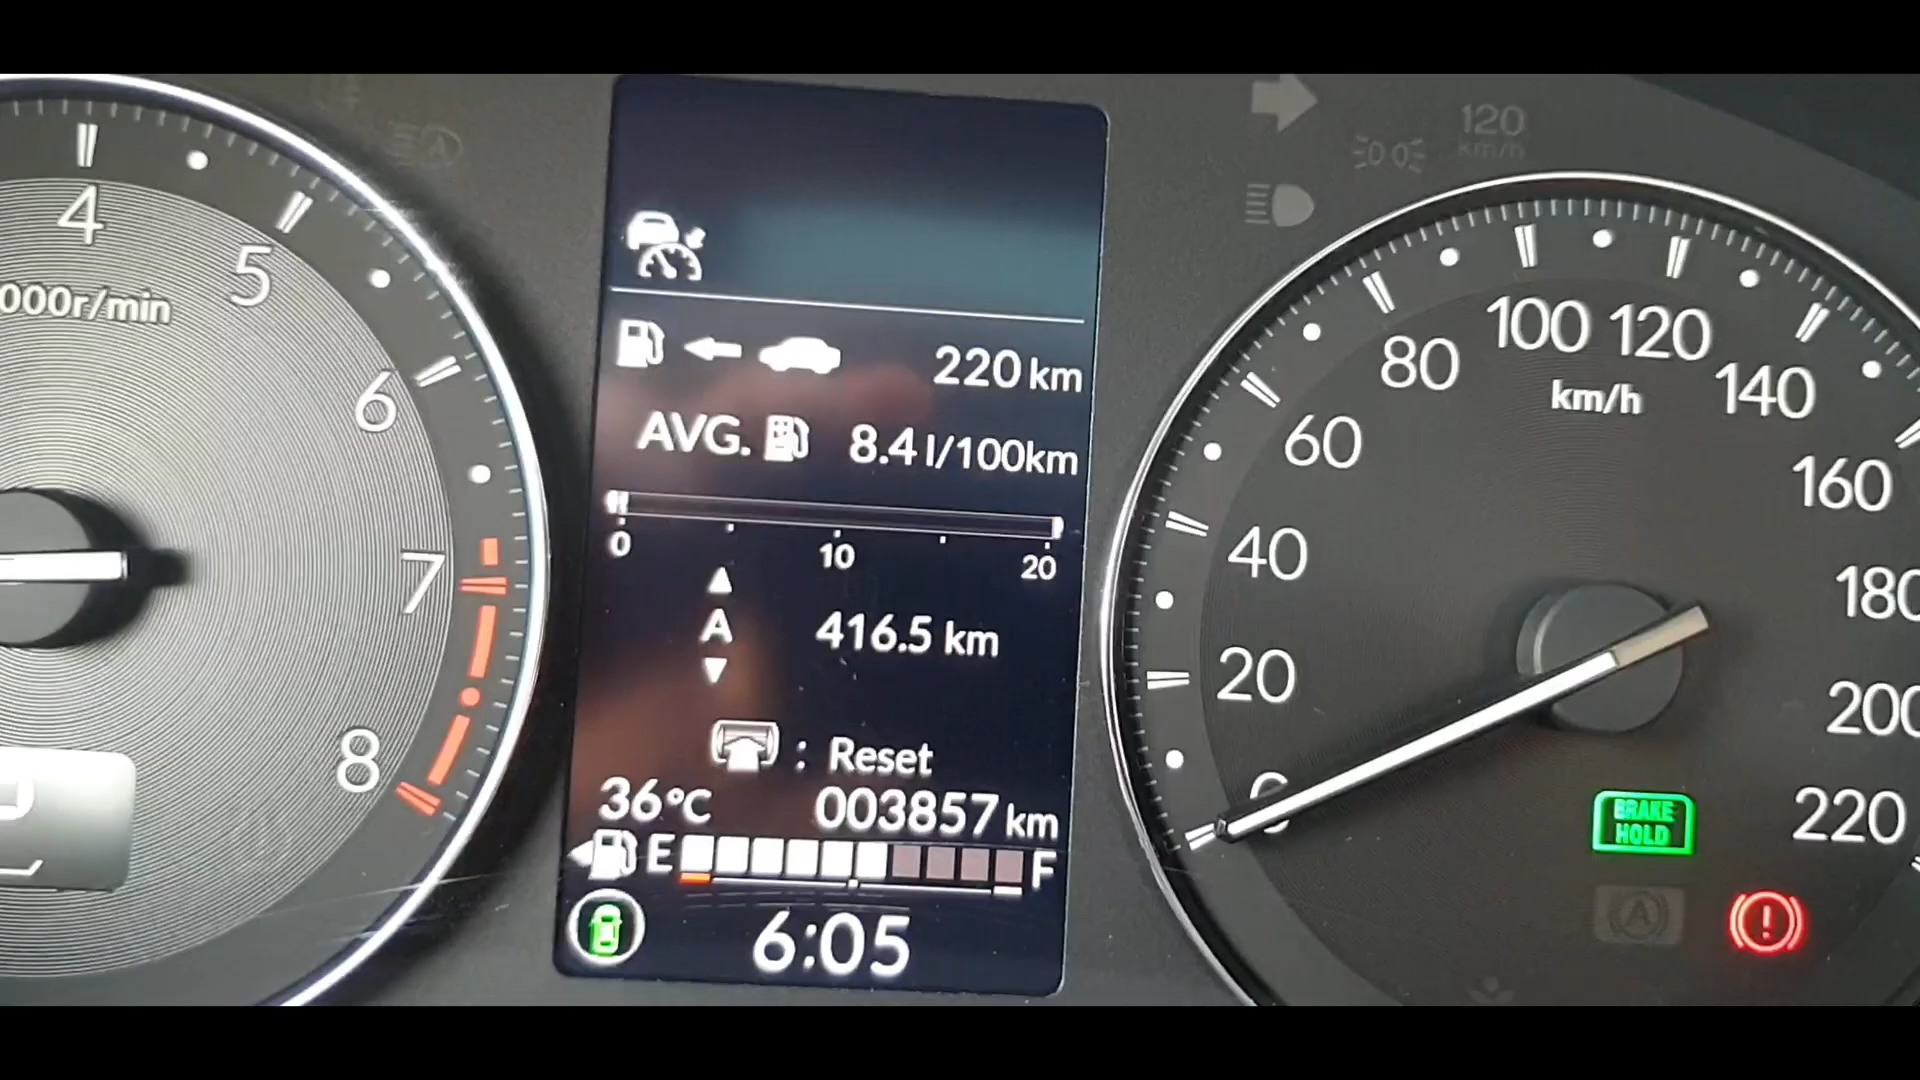 4
5
6
7
8
000r/min
220 km
AVG. 8.4 l/100km
0 10 20
A 416.5 km
: Reset
36°C 003857 km
E F
6:05
120
km/h
0
20
40
60
80
100
120
140
160
180
200
220
km/h
BRAKE
HOLD
A
!